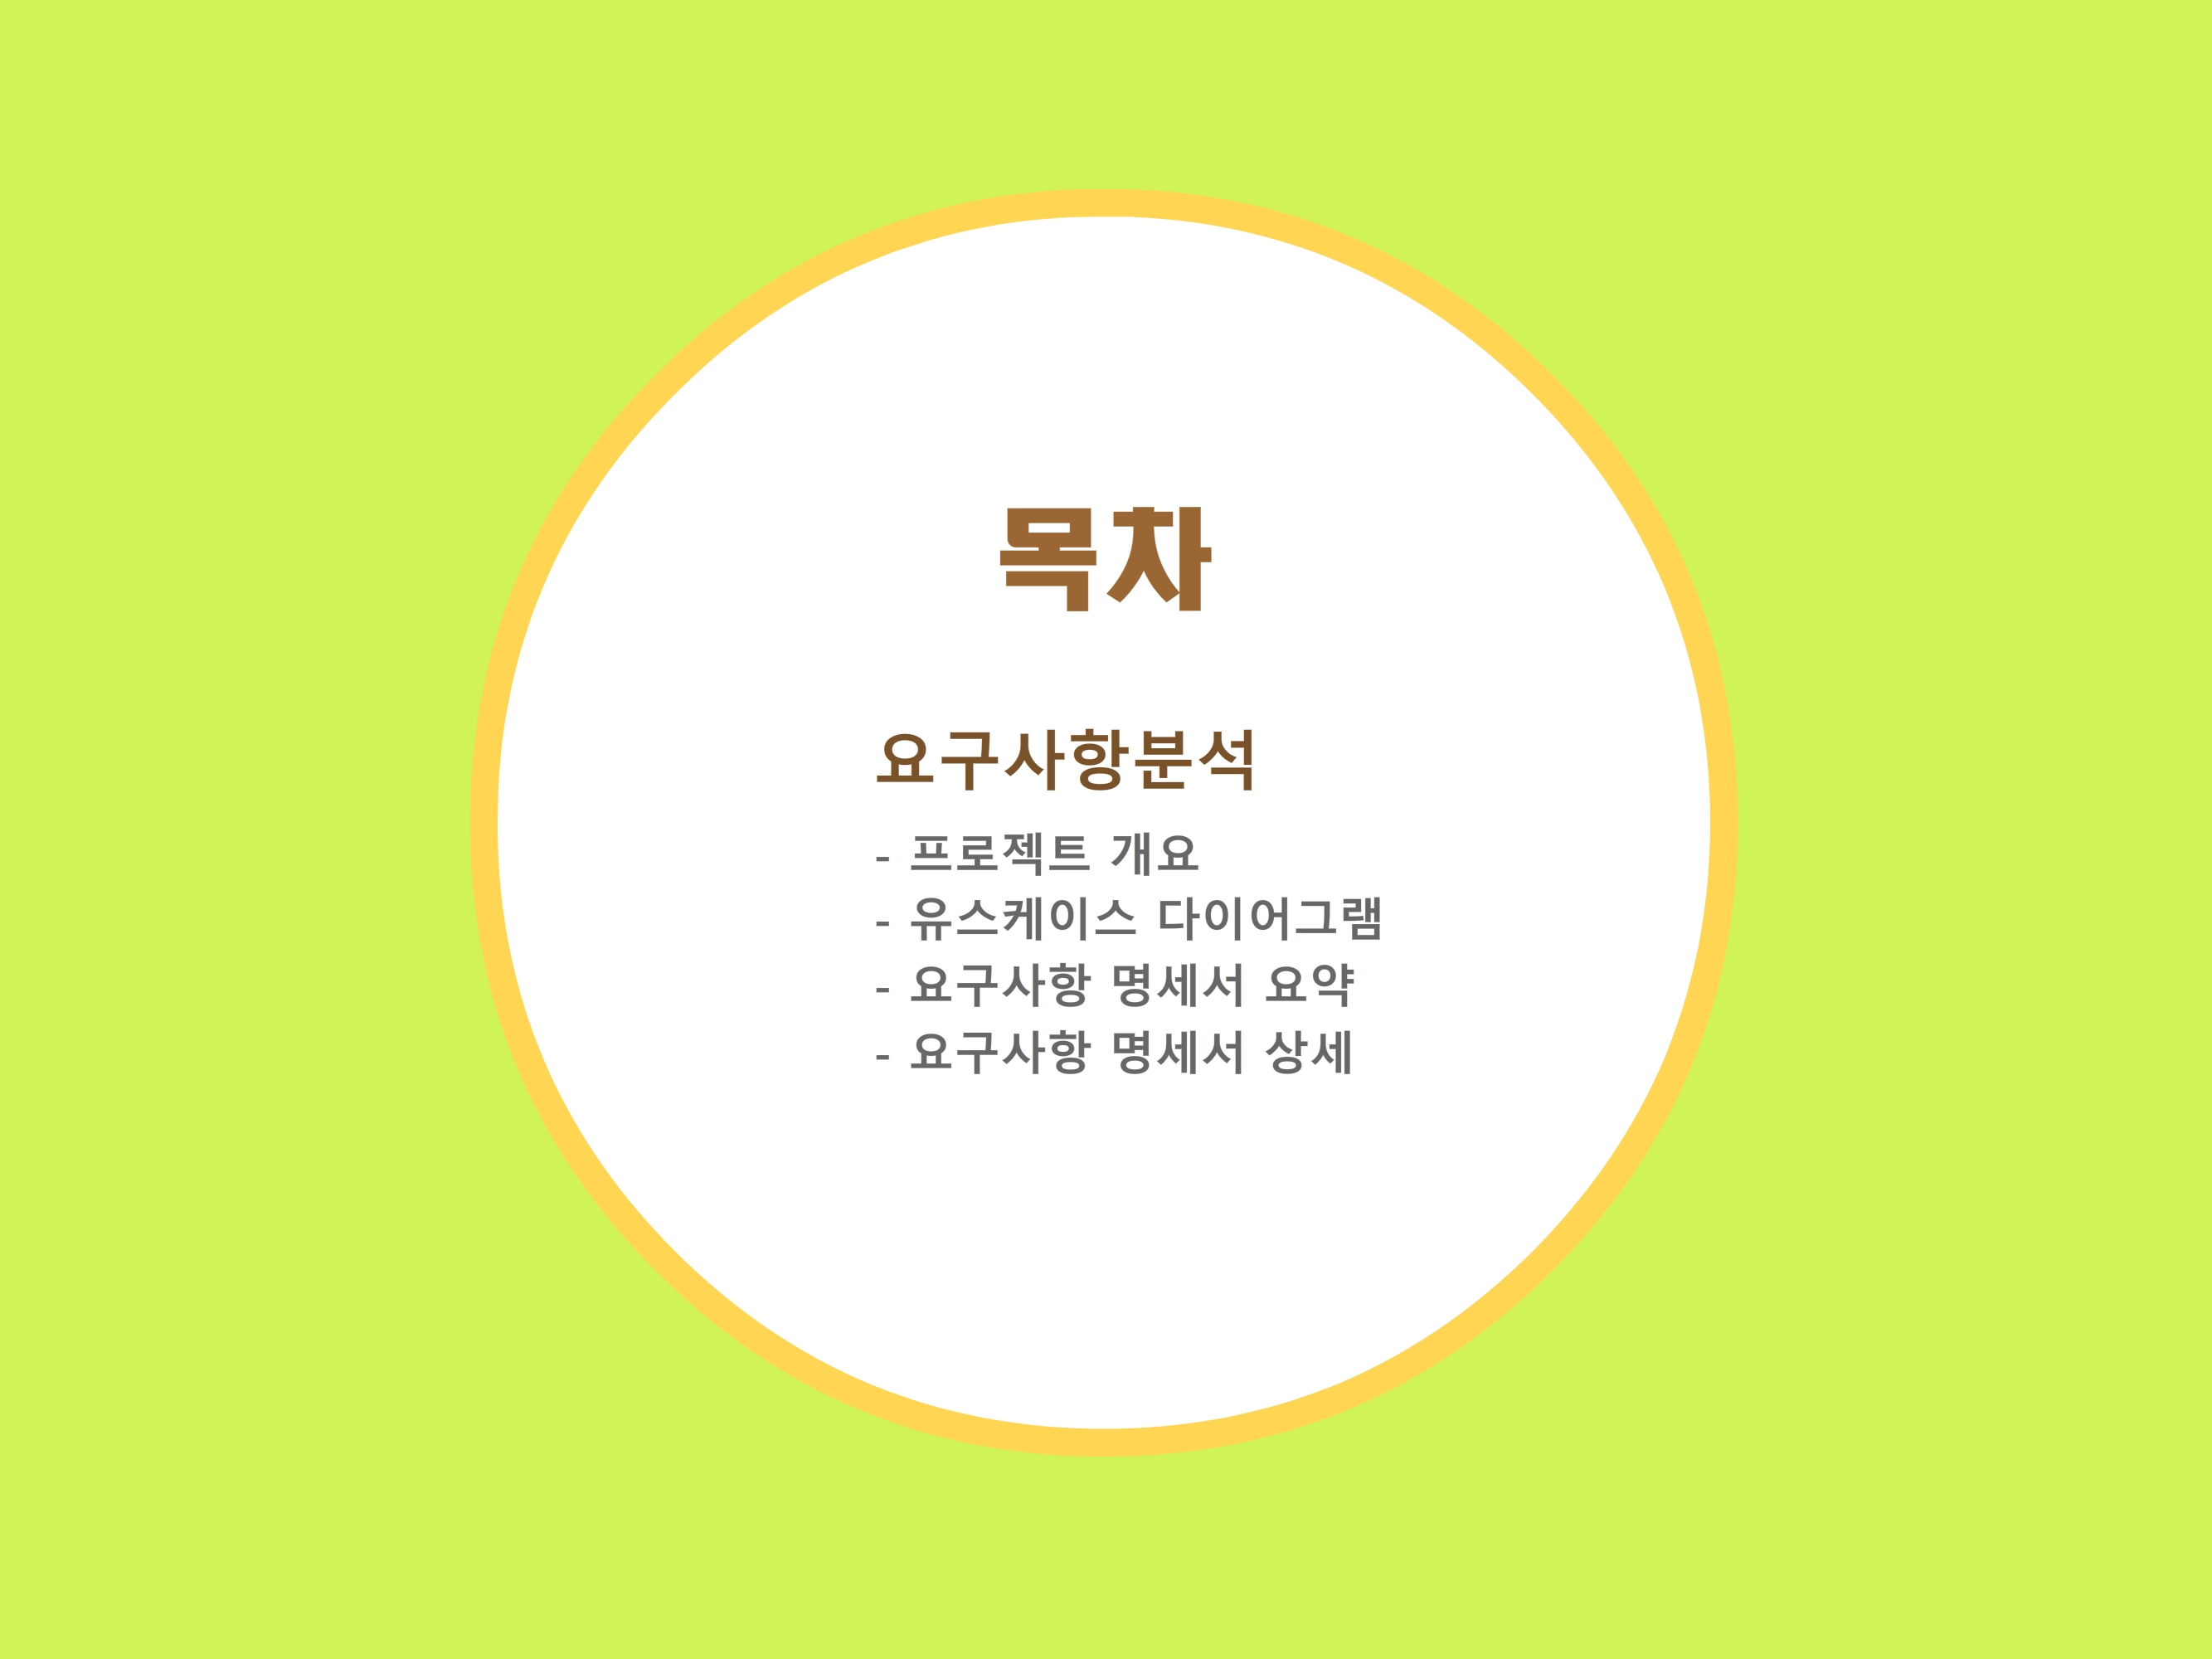 목차
요구사항분석
- 프로젝트 개요
- 유스케이스 다이어그램
- 요구사항 명세서 요약
- 요구사항 명세서 상세